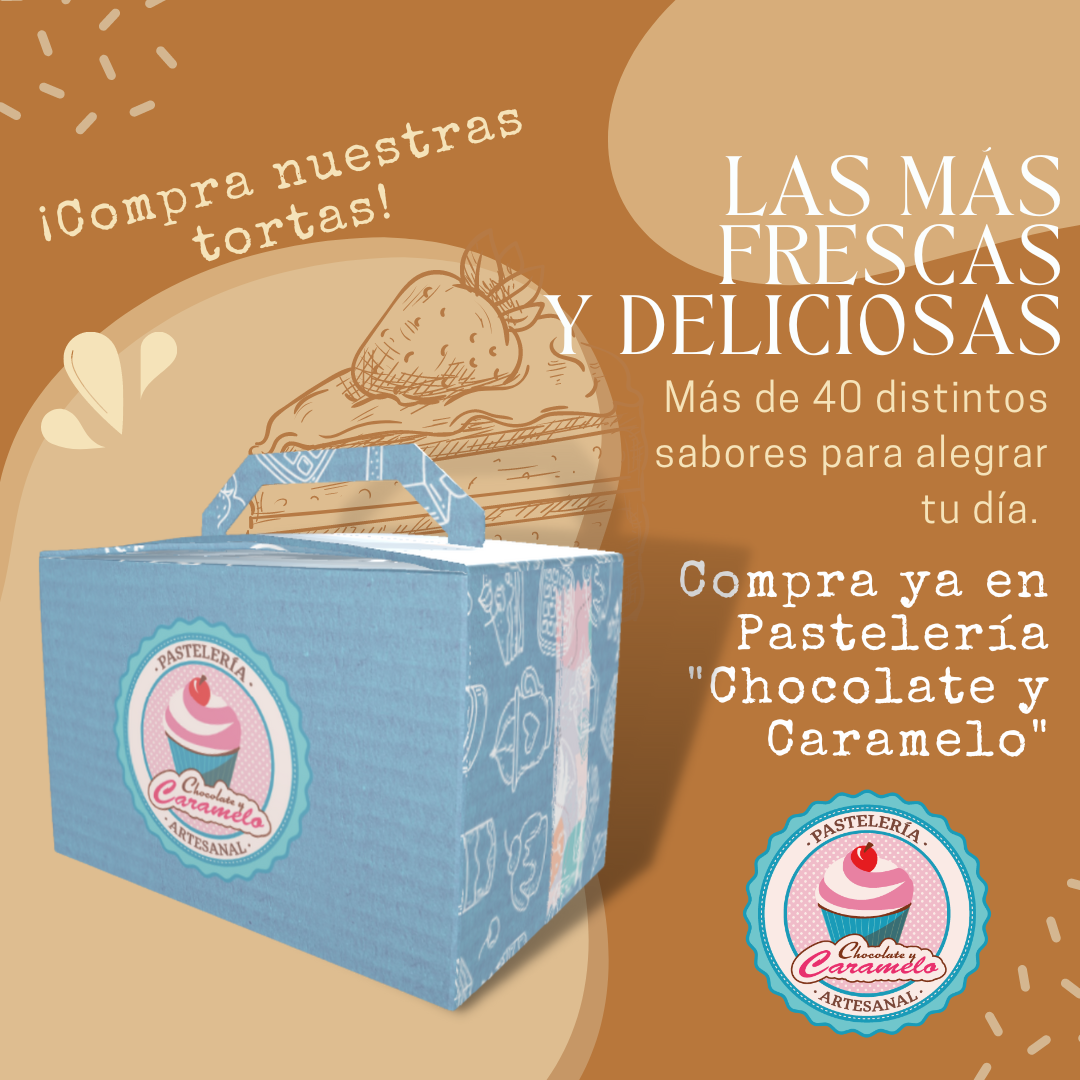 ¡Compra nuestras
tortas!
LAS MÁS
FRESCAS
Y DELICIOSAS
Más de 40 distintos
sabores para alegrar
tu día.
Compra ya en
Pastelería
"Chocolate y
Caramelo"
· PASTELERÍA ·
Chocolate y
Caramelo
· ARTESANAL ·
· PASTELERÍA ·
Chocolate y
Caramelo
· ARTESANAL ·